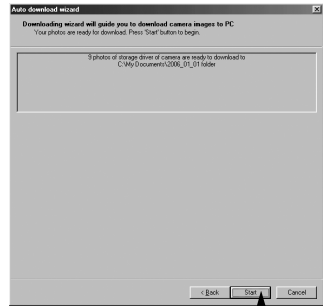 Auto download wizard
Downloading wizard will guide you to download camera images to PC
Your photos are ready for download. Press 'Start' button to begin.
9 photos of storage driver of camera are ready to download to
C:\My Documents\2006_01_01 folder
< Back Start Cancel